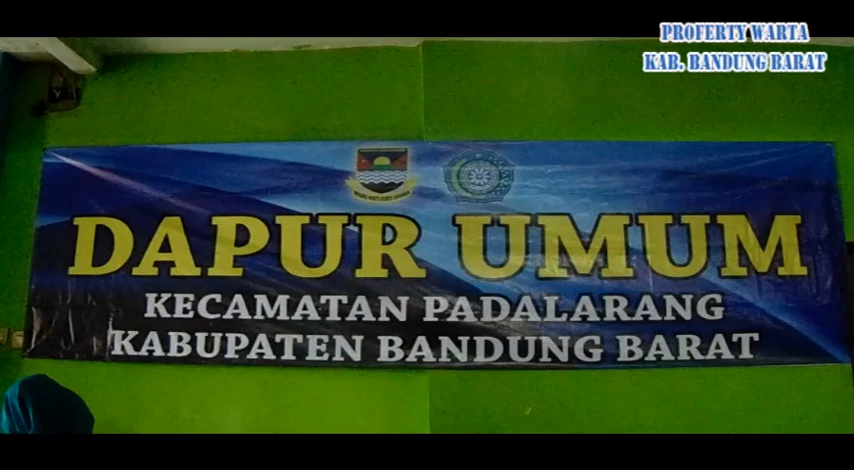 PROFERTY WARTA
KAB. BANDUNG BARAT
DAPUR UMUM
KECAMATAN PADALARANG
KABUPATEN BANDUNG BARAT